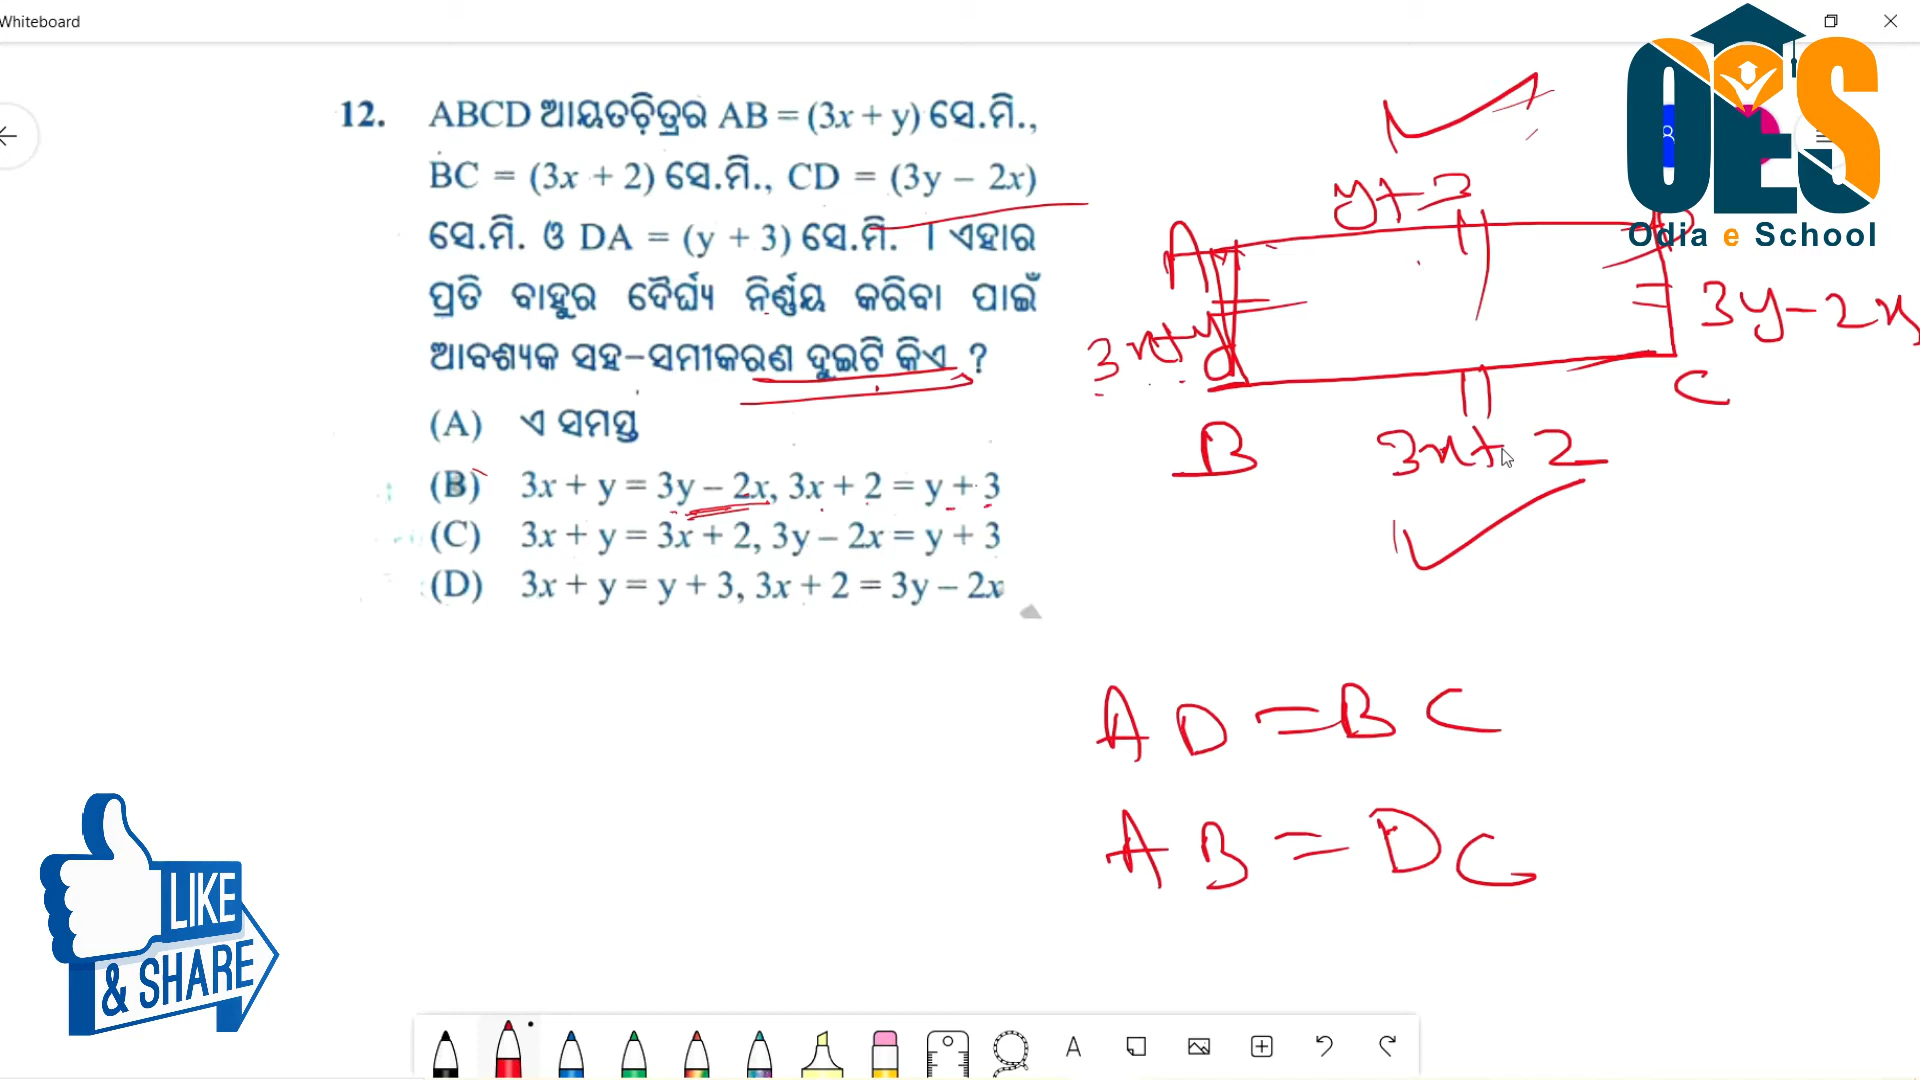 Whiteboard
12. ABCD ଆୟତଚିତ୍ରର AB = (3x + y) ସେ.ମି.,
BC = (3x + 2) ସେ.ମି., CD = (3y – 2x)
ସେ.ମି. ଓ DA = (y + 3) ସେ.ମି. । ଏହାର
ପ୍ରତି ବାହୁର ଦୈର୍ଘ୍ୟ ନିର୍ଣ୍ଣୟ କରିବା ପାଇଁ
ଆବଶ୍ୟକ ସହ-ସମୀକରଣ ଦୁଇଟି କିଏ ?
(A) ଏ ସମସ୍ତ
(B) 3x + y = 3y – 2x, 3x + 2 = y + 3
(C) 3x + y = 3x + 2, 3y – 2x = y + 3
(D) 3x + y = y + 3, 3x + 2 = 3y – 2x
OES
Odia e School
y+3
A
D
3x+y
3y-2x
B
C
3x+2
AD=BC
AB=DC
LIKE
& SHARE
A